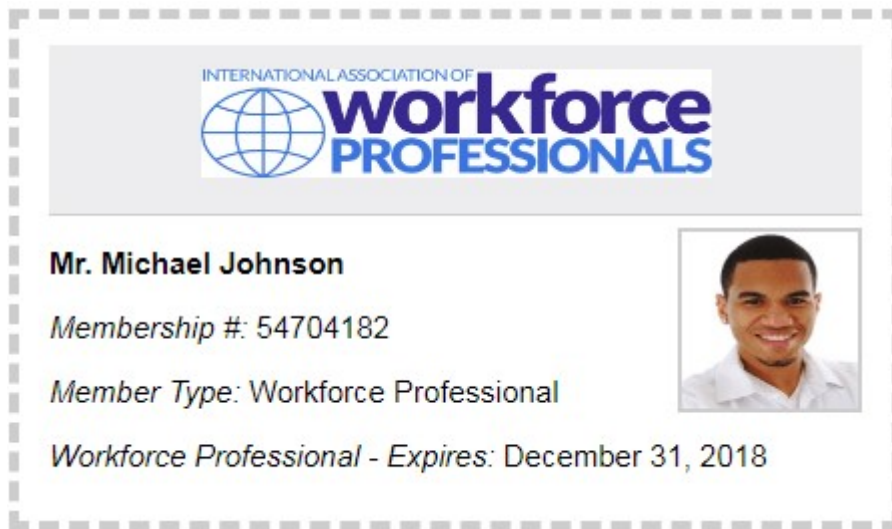 INTERNATIONAL ASSOCIATION OF
workforce
PROFESSIONALS
Mr. Michael Johnson
Membership #: 54704182
Member Type: Workforce Professional
Workforce Professional - Expires: December 31, 2018